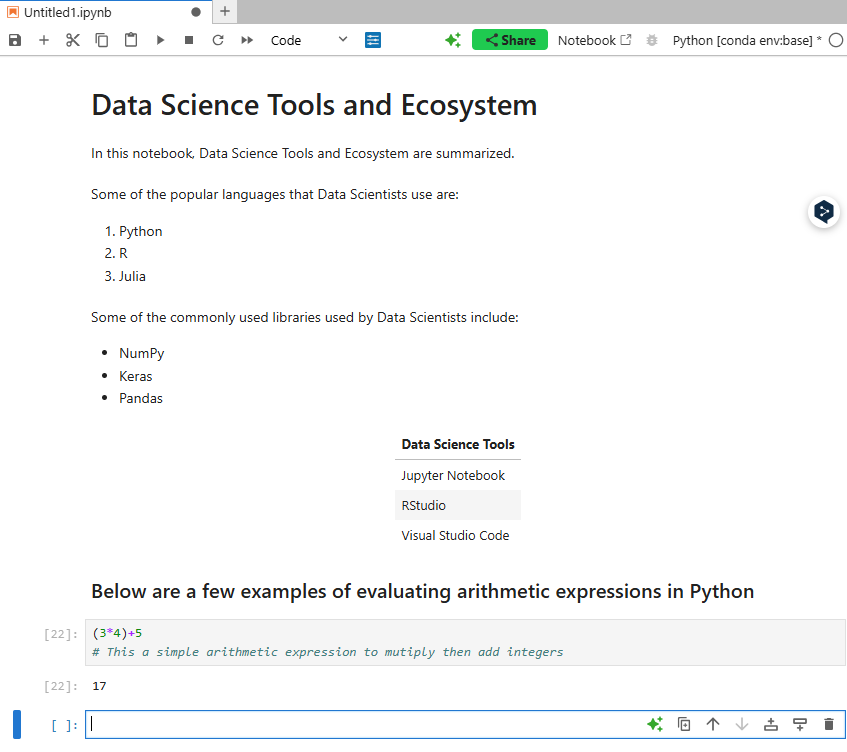 Untitled1.ipynb
Code Share Notebook Python [conda env:base] *
Data Science Tools and Ecosystem
In this notebook, Data Science Tools and Ecosystem are summarized.
Some of the popular languages that Data Scientists use are:
1. Python
2. R
3. Julia
Some of the commonly used libraries used by Data Scientists include:
• NumPy
• Keras
• Pandas
Data Science Tools
Jupyter Notebook
RStudio
Visual Studio Code
Below are a few examples of evaluating arithmetic expressions in Python
[22]: (3*4)+5
# This a simple arithmetic expression to mutiply then add integers
[22]: 17
[ ]: